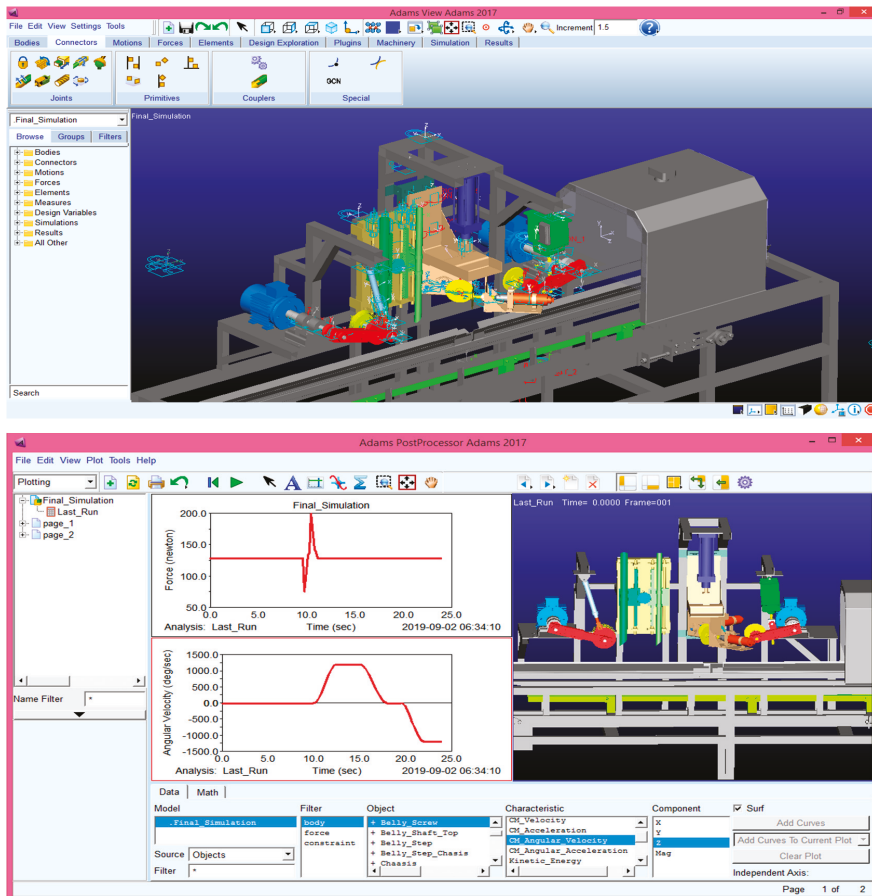 Adams View Adams 2017
File Edit View Settings Tools
Increment 1.5
Bodies Connectors Motions Forces Elements Design Exploration Plugins Machinery Simulation Results
GCN
Joints Primitives Couplers Special
.Final_Simulation
Final_Simulation
Browse Groups Filters
Bodies
Connectors
Motions
Forces
Elements
Measures
Design Variables
Simulations
Results
All Other
Search
Adams PostProcessor Adams 2017
File Edit View Plot Tools Help
Plotting
Final_Simulation
Last_Run
page_1
page_2
Name Filter *
Final_Simulation
Force (newton)
200.0
150.0
100.0
50.0
0.0 5.0 10.0 15.0 20.0 25.0
Analysis: Last_Run Time (sec) 2019-09-02 06:34:10
Angular Velocity (deg/sec)
1500.0
1000.0
500.0
0.0
-500.0
-1000.0
-1500.0
0.0 5.0 10.0 15.0 20.0 25.0
Analysis: Last_Run Time (sec) 2019-09-02 06:34:10
Last_Run Time= 0.0000 Frame=001
Data Math
Model
.Final_Simulation
Source Objects
Filter *
Filter
body
force
constraint
Object
+ Belly_Screw
+ Belly_Shaft_Top
+ Belly_Step
+ Belly_Step_Chasis
+ Chaasis
Characteristic
CM_Velocity
CM_Acceleration
CM_Angular_Velocity
CM_Angular_Acceleration
Kinetic_Energy
Component
X
Y
Z
Mag
Surf
Add Curves
Add Curves To Current Plot
Clear Plot
Independent Axis:
Page 1 of 2